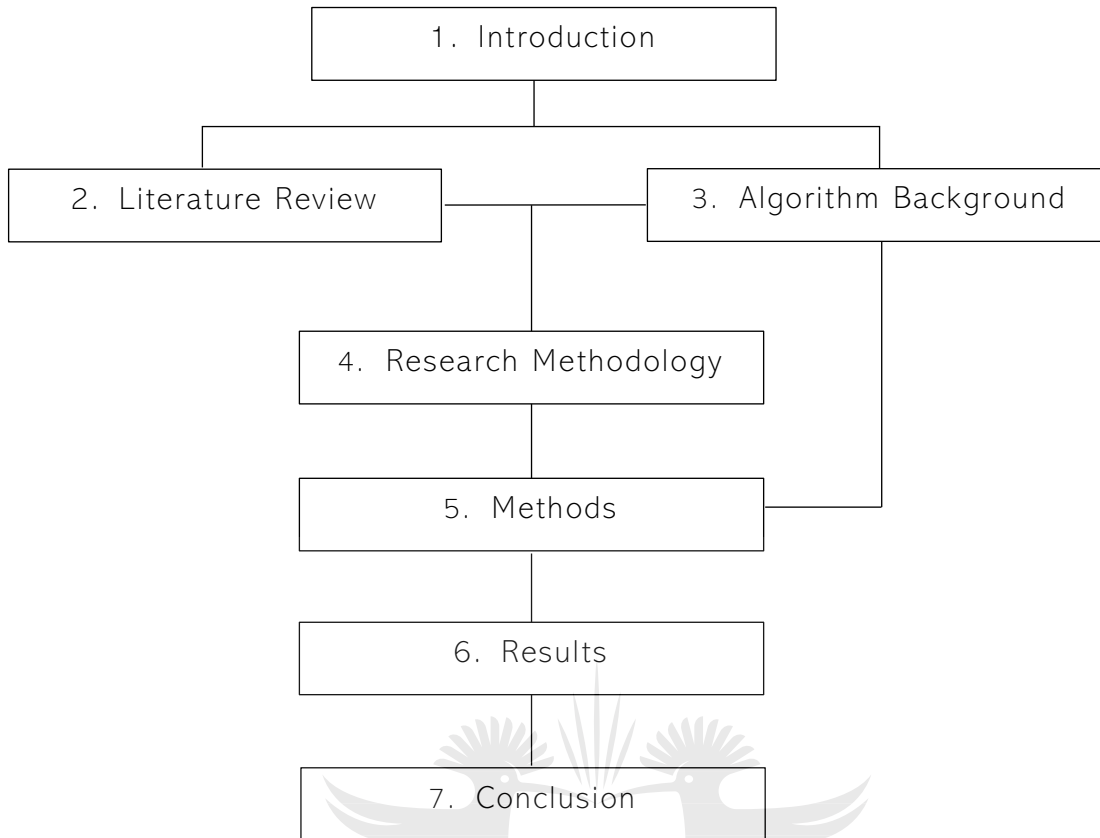 1. Introduction
2. Literature Review
3. Algorithm Background
4. Research Methodology
5. Methods
6. Results
7. Conclusion